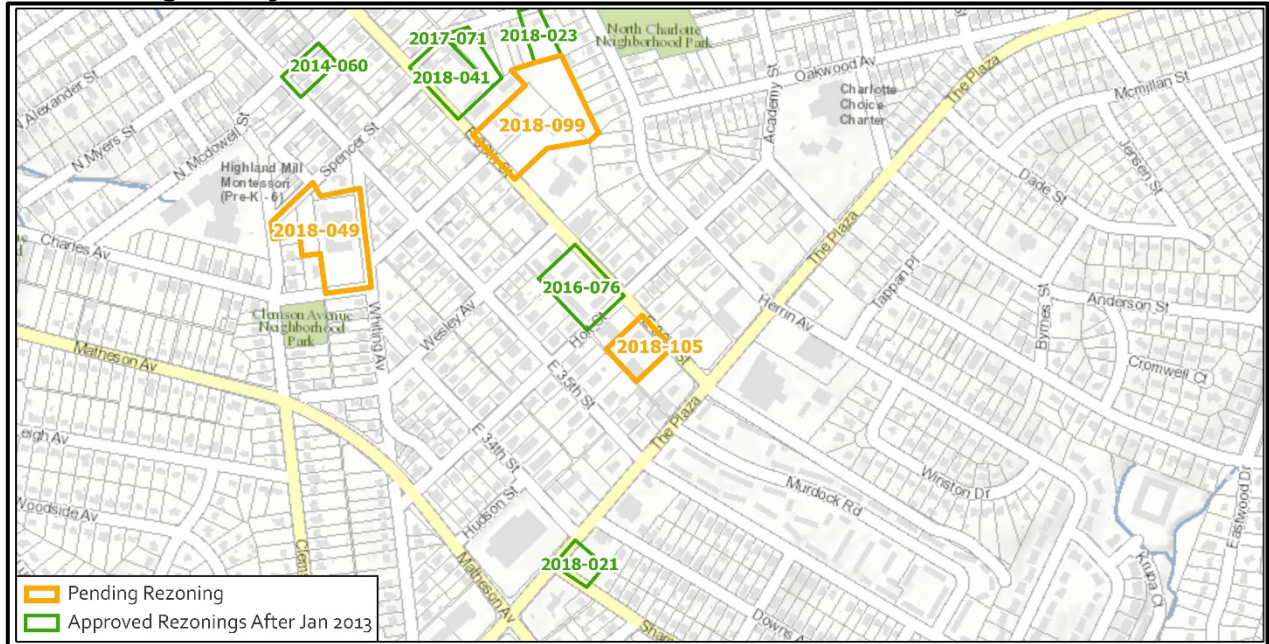 2017-071
2018-023
North Charlotte
Neighborhood Park
2014-060
2018-041
Oakwood Av
The Plaza
Mcmillan St
N Alexander St
N Myers St
N Mcdowell St
Spencer St
Academy St
Charlotte
Choice
Charter
Jensen St
2018-099
Highland Mill
Montessori
(Pre-K - 6)
Dade St
2018-049
Charles Av
The Plaza
Tappan Pl
2016-076
Herrin Av
Byrnes St
Anderson St
Clemson Avenue
Neighborhood
Park
Whiting Av
Wesley Av
2018-105
Cromwell Ct
Matheson Av
E 35th St
The Plaza
E 34th St
Winston Dr
Murdock Rd
Eastwood Dr
Woodside Av
Hudson St
2018-021
Matheson Av
Downs Av
Krupa Ct
Pending Rezoning
Approved Rezonings After Jan 2013